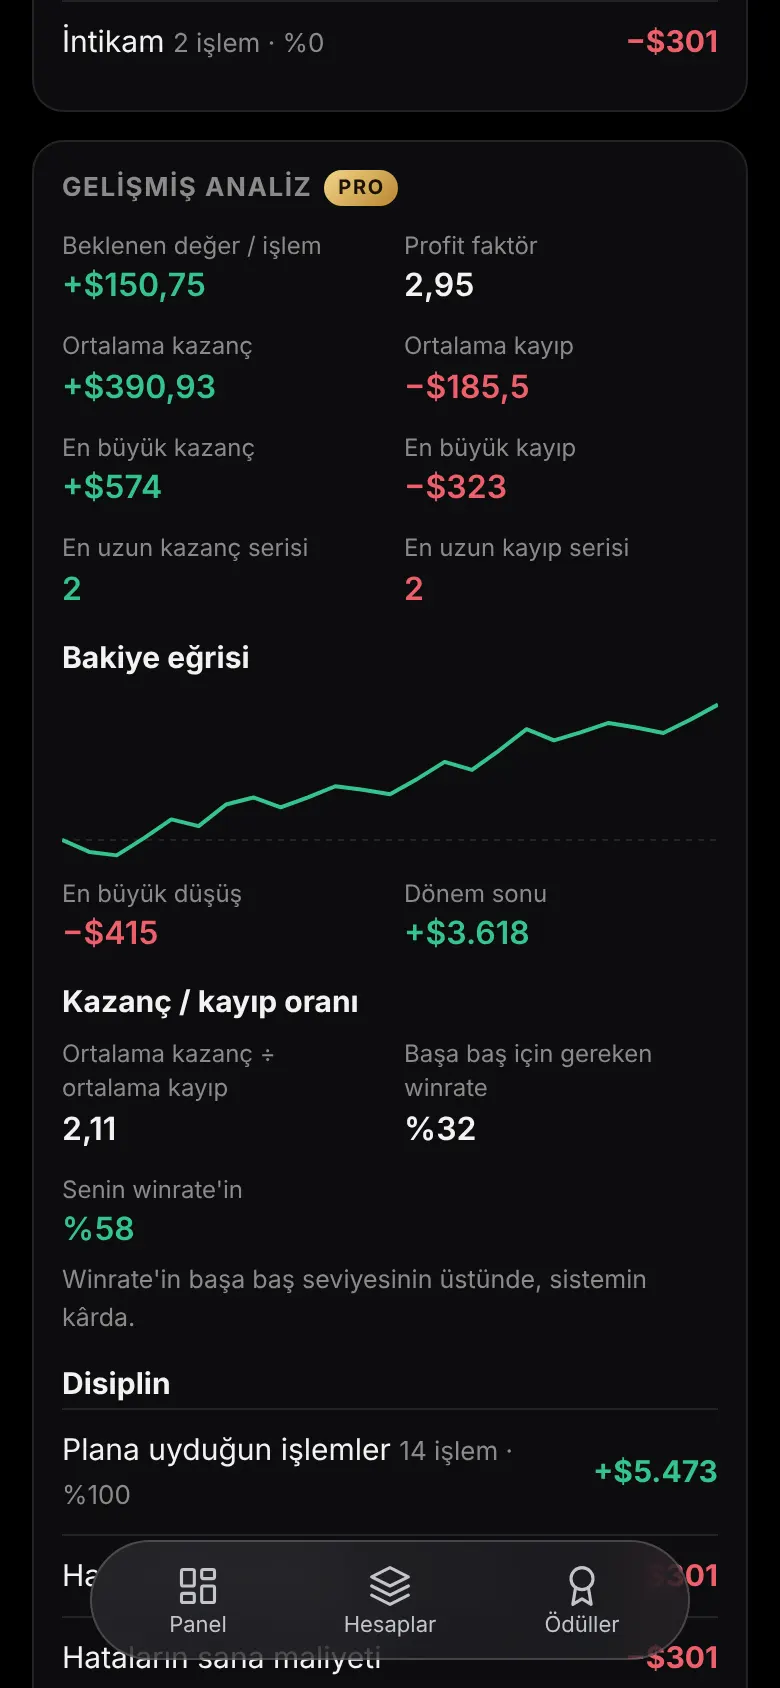 İntikam 2 işlem · %0 −$301
GELİŞMİŞ ANALİZ PRO
Beklenen değer / işlem Profit faktör
+$150,75 2,95
Ortalama kazanç Ortalama kayıp
+$390,93 −$185,5
En büyük kazanç En büyük kayıp
+$574 −$323
En uzun kazanç serisi En uzun kayıp serisi
2 2
Bakiye eğrisi
En büyük düşüş Dönem sonu
−$415 +$3.618
Kazanç / kayıp oranı
Ortalama kazanç ÷ Başa baş için gereken
ortalama kayıp winrate
2,11 %32
Senin winrate'in
%58
Winrate'in başa baş seviyesinin üstünde, sistemin
kârda.
Disiplin
Plana uyduğun işlemler 14 işlem ·
%100 +$5.473
$301
Panel Hesaplar Ödüller
Hataların sana maliyeti −$301